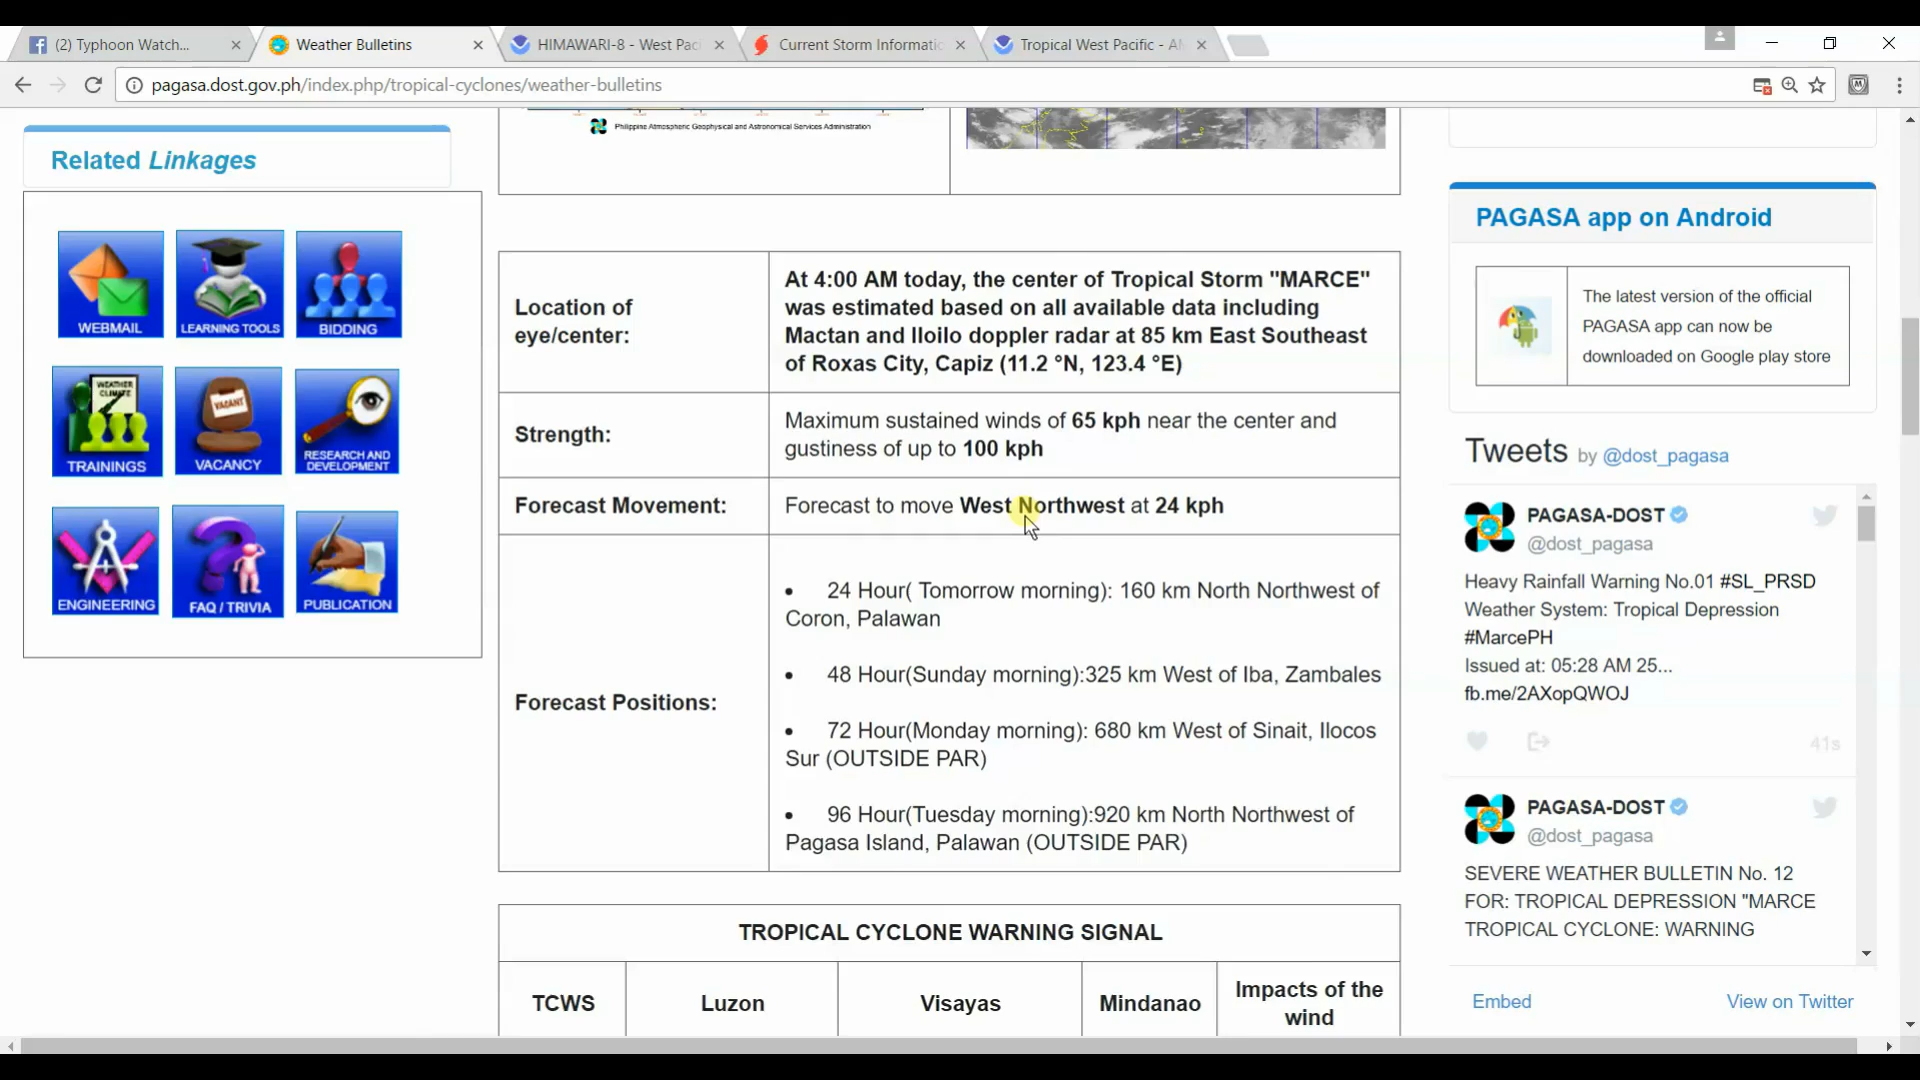 (2) Typhoon Watch...
Weather Bulletins
HIMAWARI-8 - West Pac
Current Storm Informatic
Tropical West Pacific - AM
pagasa.dost.gov.ph/index.php/tropical-cyclones/weather-bulletins
Philippine Atmospheric Geophysical and Astronomical Services Administration
Related Linkages
WEBMAIL
LEARNING TOOLS
BIDDING
WEATHER
CLIMATE
TRAININGS
VACANT
VACANCY
RESEARCH AND
DEVELOPMENT
ENGINEERING
FAQ / TRIVIA
PUBLICATION
Location of
eye/center:
At 4:00 AM today, the center of Tropical Storm "MARCE"
was estimated based on all available data including
Mactan and Iloilo doppler radar at 85 km East Southeast
of Roxas City, Capiz (11.2 °N, 123.4 °E)
Strength:
Maximum sustained winds of 65 kph near the center and
gustiness of up to 100 kph
Forecast Movement:
Forecast to move West Northwest at 24 kph
Forecast Positions:
• 24 Hour( Tomorrow morning): 160 km North Northwest of
Coron, Palawan
• 48 Hour(Sunday morning):325 km West of Iba, Zambales
• 72 Hour(Monday morning): 680 km West of Sinait, Ilocos
Sur (OUTSIDE PAR)
• 96 Hour(Tuesday morning):920 km North Northwest of
Pagasa Island, Palawan (OUTSIDE PAR)
TROPICAL CYCLONE WARNING SIGNAL
TCWS
Luzon
Visayas
Mindanao
Impacts of the
wind
PAGASA app on Android
The latest version of the official
PAGASA app can now be
downloaded on Google play store
Tweets by @dost_pagasa
PAGASA-DOST
@dost_pagasa
Heavy Rainfall Warning No.01 #SL_PRSD
Weather System: Tropical Depression
#MarcePH
Issued at: 05:28 AM 25...
fb.me/2AXopQWOJ
41s
PAGASA-DOST
@dost_pagasa
SEVERE WEATHER BULLETIN No. 12
FOR: TROPICAL DEPRESSION "MARCE
TROPICAL CYCLONE: WARNING
Embed
View on Twitter